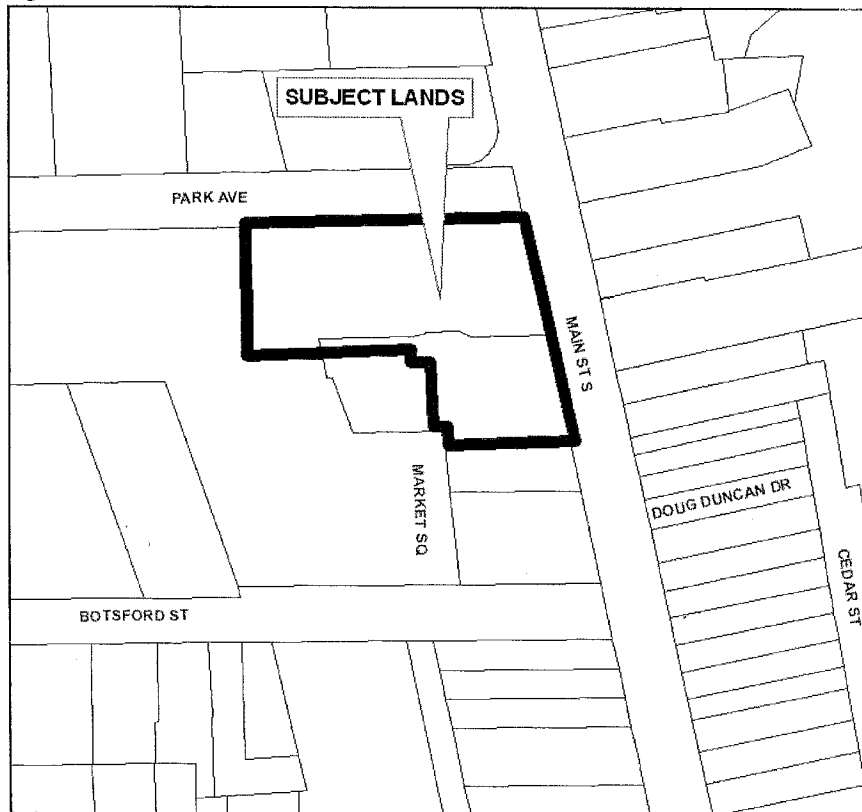 SUBJECT LANDS
PARK AVE
MAIN ST S
MARKET SQ
DOUG DUNCAN DR
CEDAR ST
BOTSFORD ST